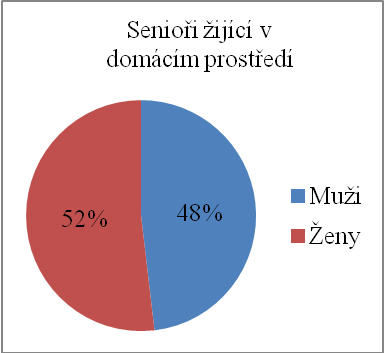 Senioři žijící v
domácím prostředí
52%
48%
Muži
Ženy